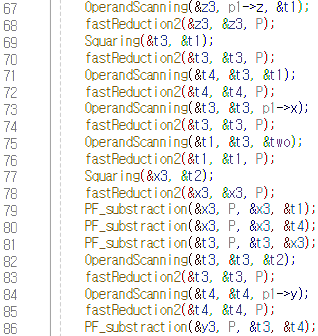 67 OperandScanning(&z3, p1->z, &t1);
68 fastReduction2(&z3, &z3, P);
69 Squaring(&t3, &t1);
70 fastReduction2(&t3, &t3, P);
71 OperandScanning(&t4, &t3, &t1);
72 fastReduction2(&t4, &t4, P);
73 OperandScanning(&t3, &t3, p1->x);
74 fastReduction2(&t3, &t3, P);
75 OperandScanning(&t1, &t3, &two);
76 fastReduction2(&t1, &t1, P);
77 Squaring(&x3, &t2);
78 fastReduction2(&x3, &x3, P);
79 PF_substraction(&x3, P, &x3, &t1);
80 PF_substraction(&x3, P, &x3, &t4);
81 PF_substraction(&t3, P, &t3, &x3);
82 OperandScanning(&t3, &t3, &t2);
83 fastReduction2(&t3, &t3, P);
84 OperandScanning(&t4, &t4, p1->y);
85 fastReduction2(&t4, &t4, P);
86 PF_substraction(&y3, P, &t3, &t4);